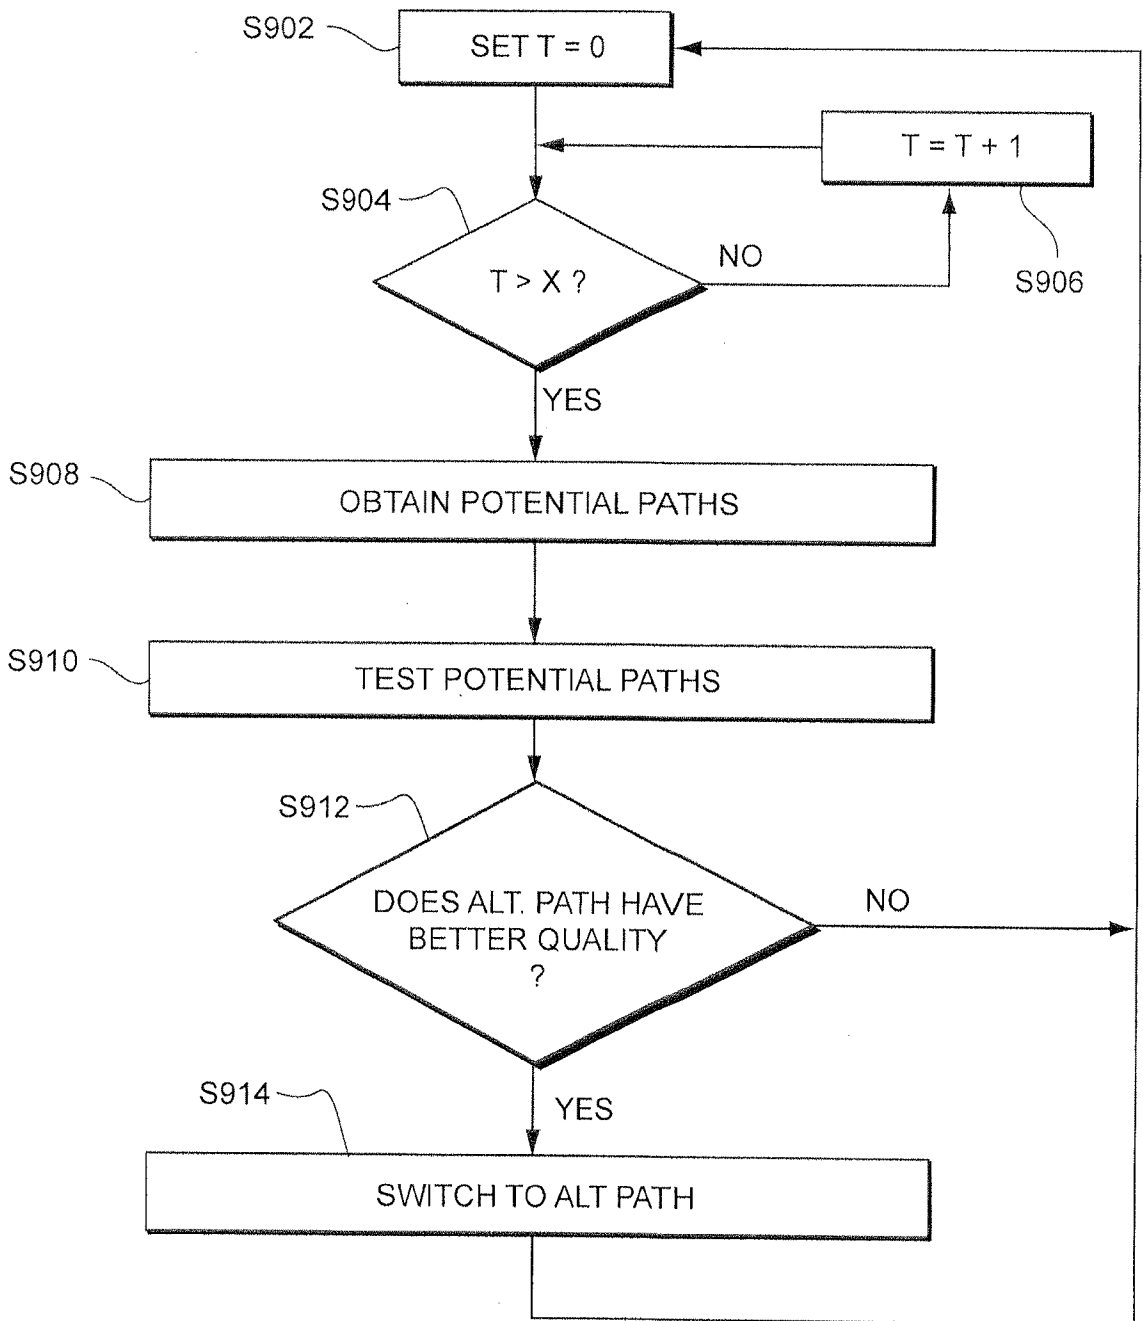 S902
SET T = 0
T = T + 1
S904
T > X ?
NO
S906
YES
S908
OBTAIN POTENTIAL PATHS
S910
TEST POTENTIAL PATHS
S912
DOES ALT. PATH HAVE
BETTER QUALITY
?
NO
S914
YES
SWITCH TO ALT PATH